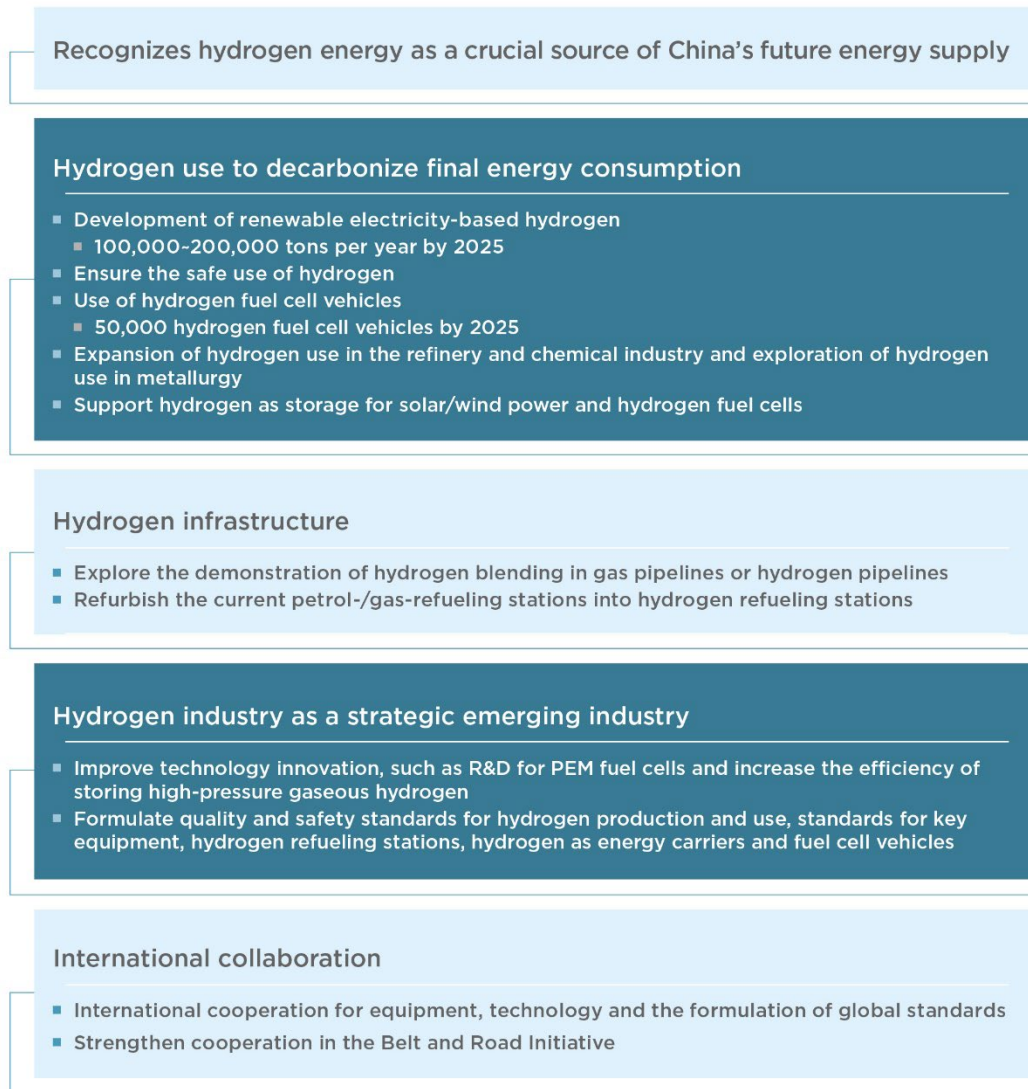 Recognizes hydrogen energy as a crucial source of China's future energy supply
Hydrogen use to decarbonize final energy consumption
▪ Development of renewable electricity-based hydrogen
▪ 100,000~200,000 tons per year by 2025
▪ Ensure the safe use of hydrogen
▪ Use of hydrogen fuel cell vehicles
▪ 50,000 hydrogen fuel cell vehicles by 2025
▪ Expansion of hydrogen use in the refinery and chemical industry and exploration of hydrogen
use in metallurgy
▪ Support hydrogen as storage for solar/wind power and hydrogen fuel cells
Hydrogen infrastructure
▪ Explore the demonstration of hydrogen blending in gas pipelines or hydrogen pipelines
▪ Refurbish the current petrol-/gas-refueling stations into hydrogen refueling stations
Hydrogen industry as a strategic emerging industry
▪ Improve technology innovation, such as R&D for PEM fuel cells and increase the efficiency of
storing high-pressure gaseous hydrogen
▪ Formulate quality and safety standards for hydrogen production and use, standards for key
equipment, hydrogen refueling stations, hydrogen as energy carriers and fuel cell vehicles
International collaboration
▪ International cooperation for equipment, technology and the formulation of global standards
▪ Strengthen cooperation in the Belt and Road Initiative